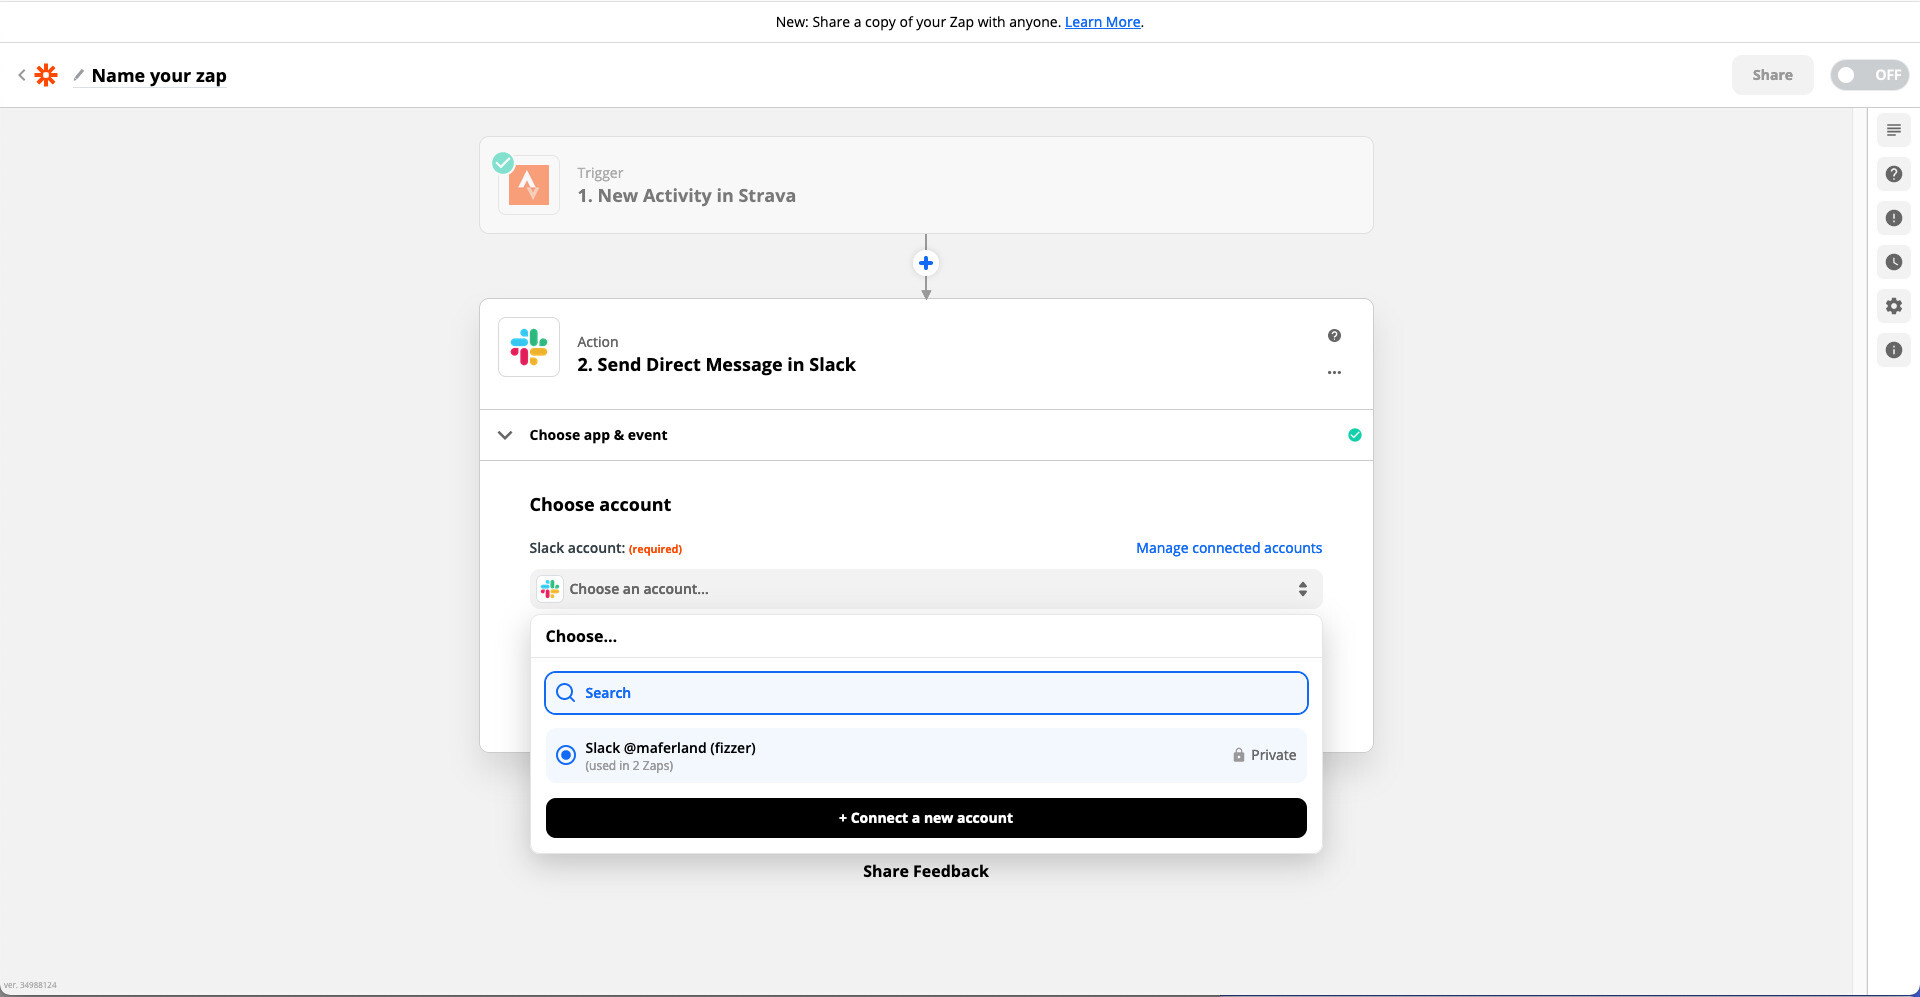 New: Share a copy of your Zap with anyone. Learn More.
Name your zap
Share
OFF
Trigger
1. New Activity in Strava
Action
2. Send Direct Message in Slack
Choose app & event
Choose account
Slack account: (required)
Manage connected accounts
Choose an account...
Choose...
Search
Slack @maferland (fizzer)
(used in 2 Zaps)
Private
+ Connect a new account
Share Feedback
ver. 34988124